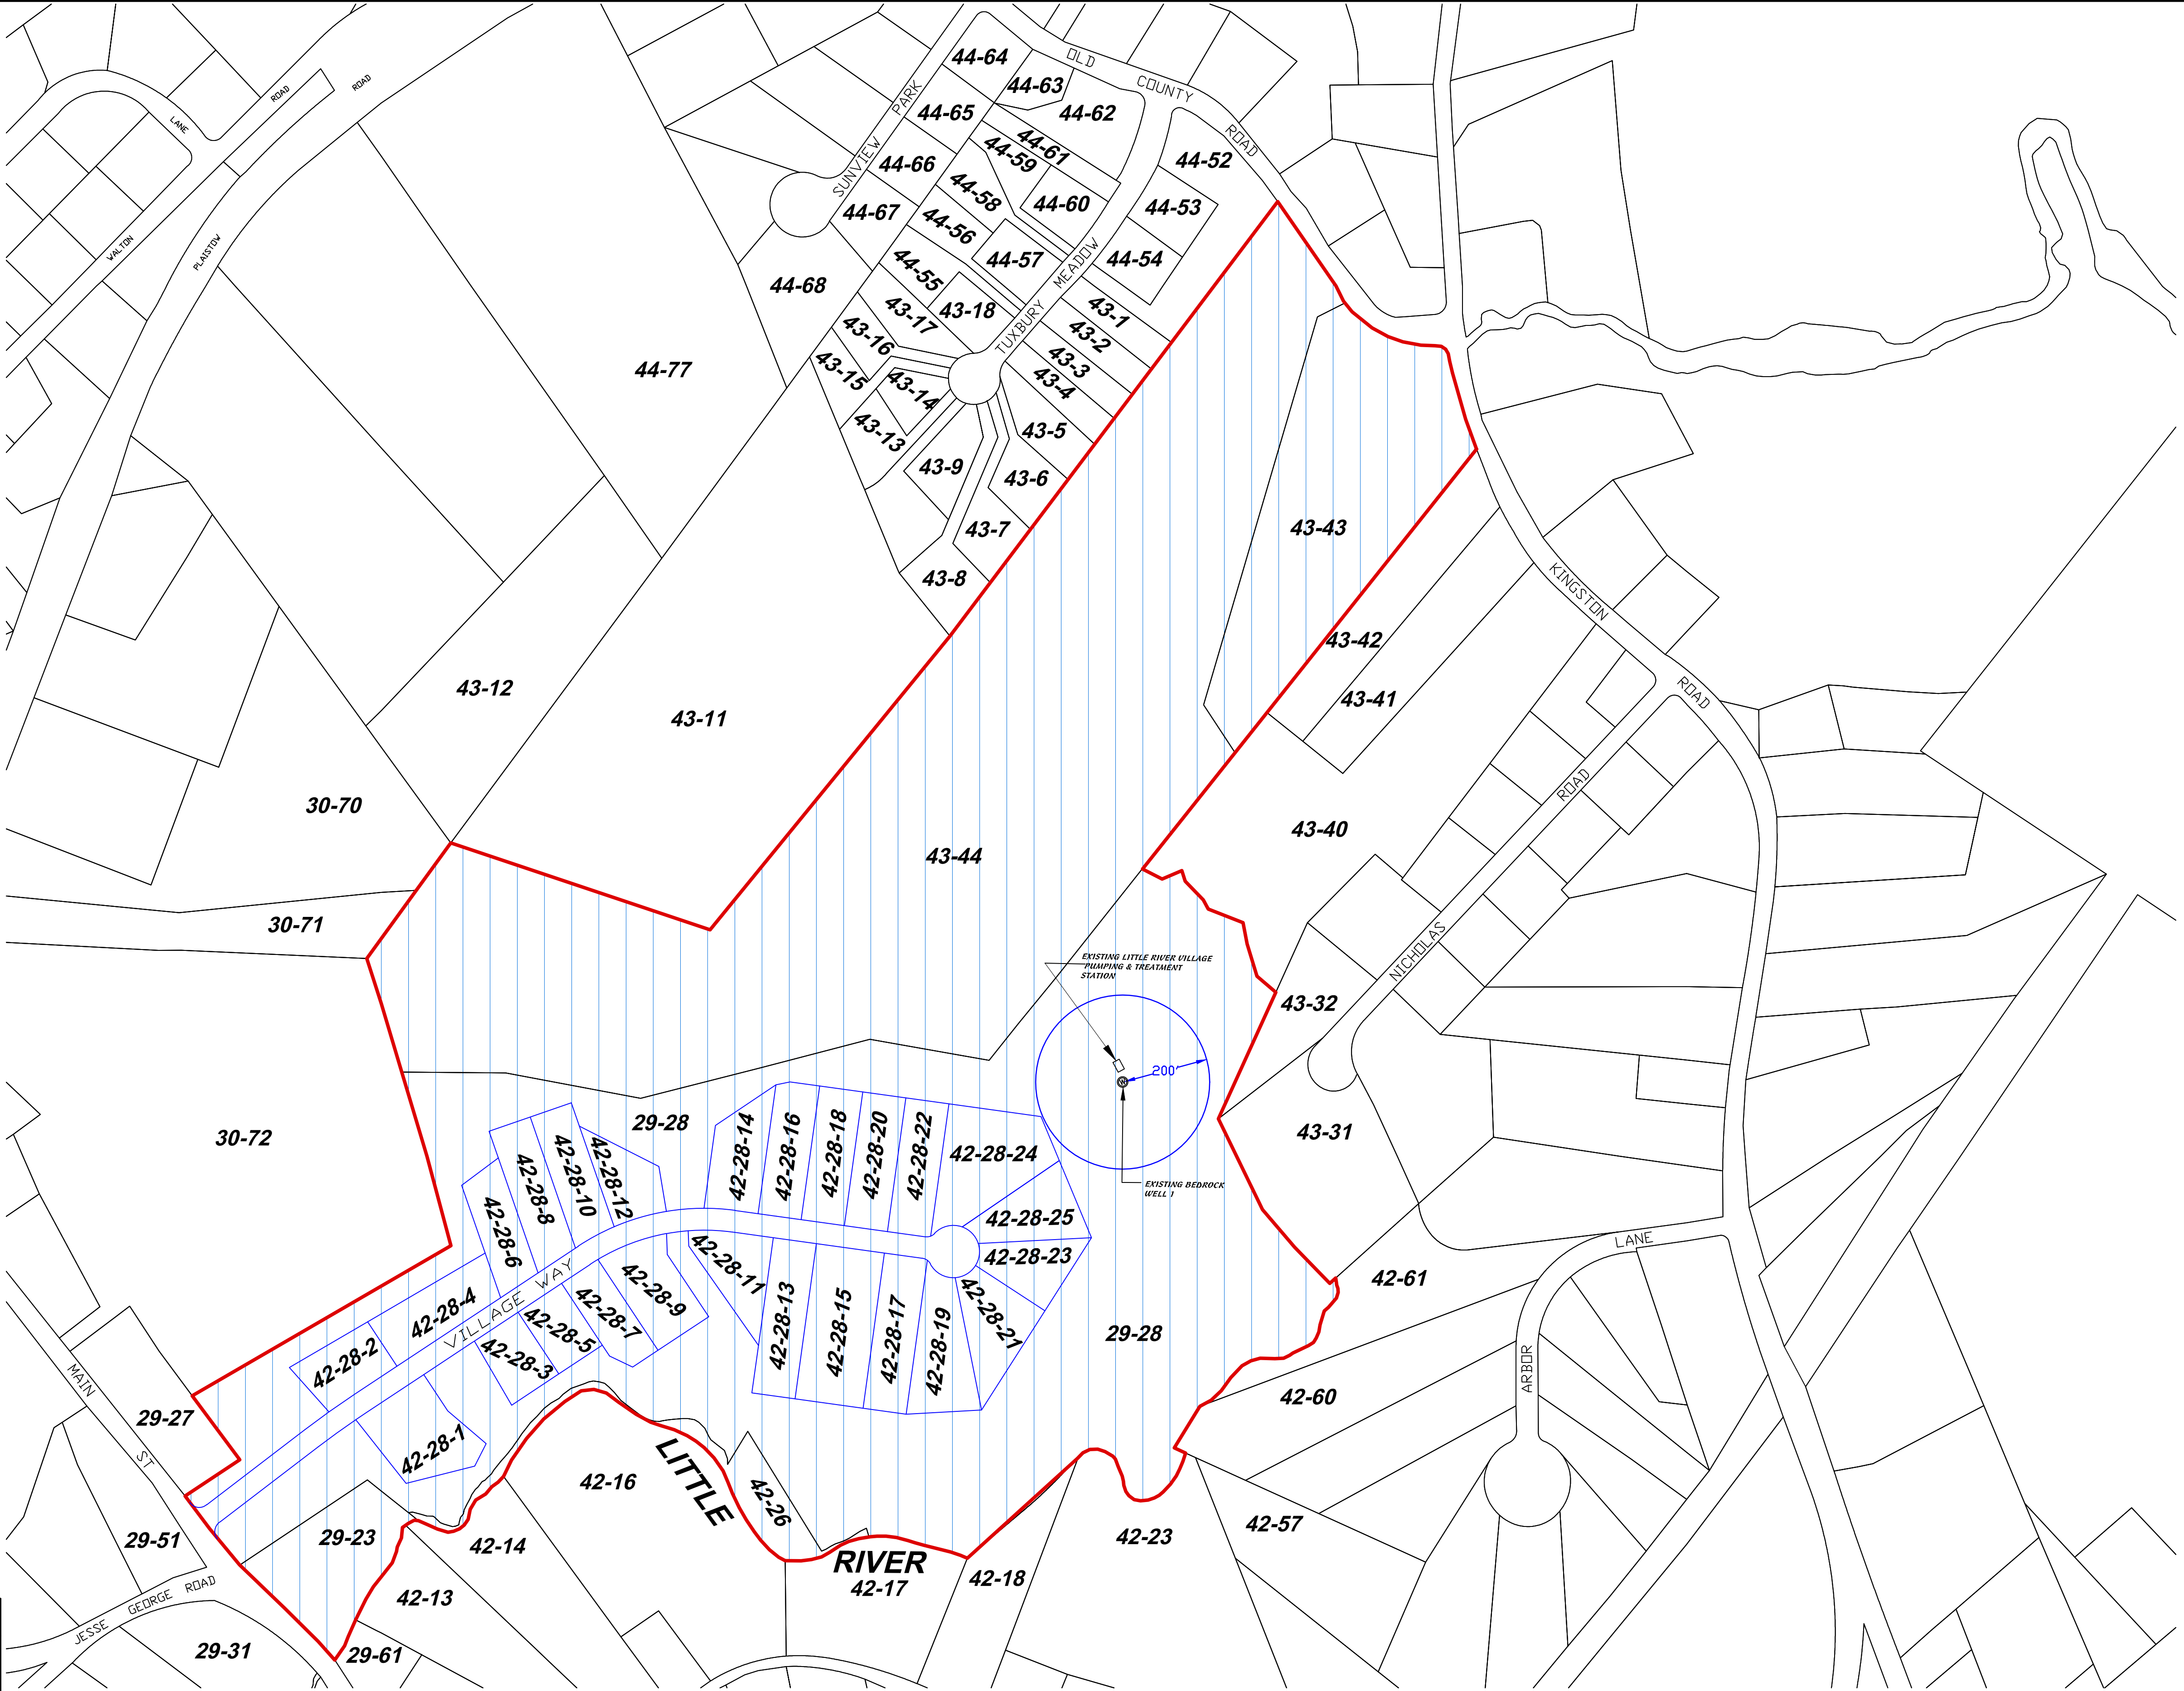 44-64
OLD
44-63
ROAD
ROAD
COUNTY
PARK
44-65
44-62
LANE
44-61
ROAD
44-59
44-52
SUNVIEW
44-66
44-58
44-60
44-53
44-67
44-56
WALTON
PLAISTOW
44-57
MEADOW
44-54
44-55
44-68
43-18
43-1
43-17
TUXBURY
43-2
43-16
43-3
44-77
43-15
43-4
43-14
43-13
43-5
43-9
43-6
43-43
43-7
43-8
KINGSTON
43-42
43-12
43-41
ROAD
43-11
ROAD
30-70
43-40
43-44
30-71
NICHOLAS
EXISTING LITTLE RIVER VILLAGE
PUMPING & TREATMENT
STATION
43-32
200'
W
30-72
29-28
43-31
42-28-14
42-28-16
42-28-18
42-28-20
42-28-22
42-28-24
42-28-12
42-28-10
42-28-8
EXISTING BEDROCK
WELL 1
42-28-6
42-28-25
LANE
42-28-11
42-28-23
WAY
42-61
42-28-9
42-28-4
VILLAGE
42-28-7
42-28-21
42-28-13
42-28-15
42-28-17
42-28-5
29-28
42-28-2
42-28-3
42-28-19
ARBOR
MAIN
42-60
29-27
42-28-1
ST
42-16
LITTLE
42-26
42-57
29-51
29-23
42-14
42-23
RIVER
42-18
42-17
JESSE
GEORGE
ROAD
42-13
29-31
29-61